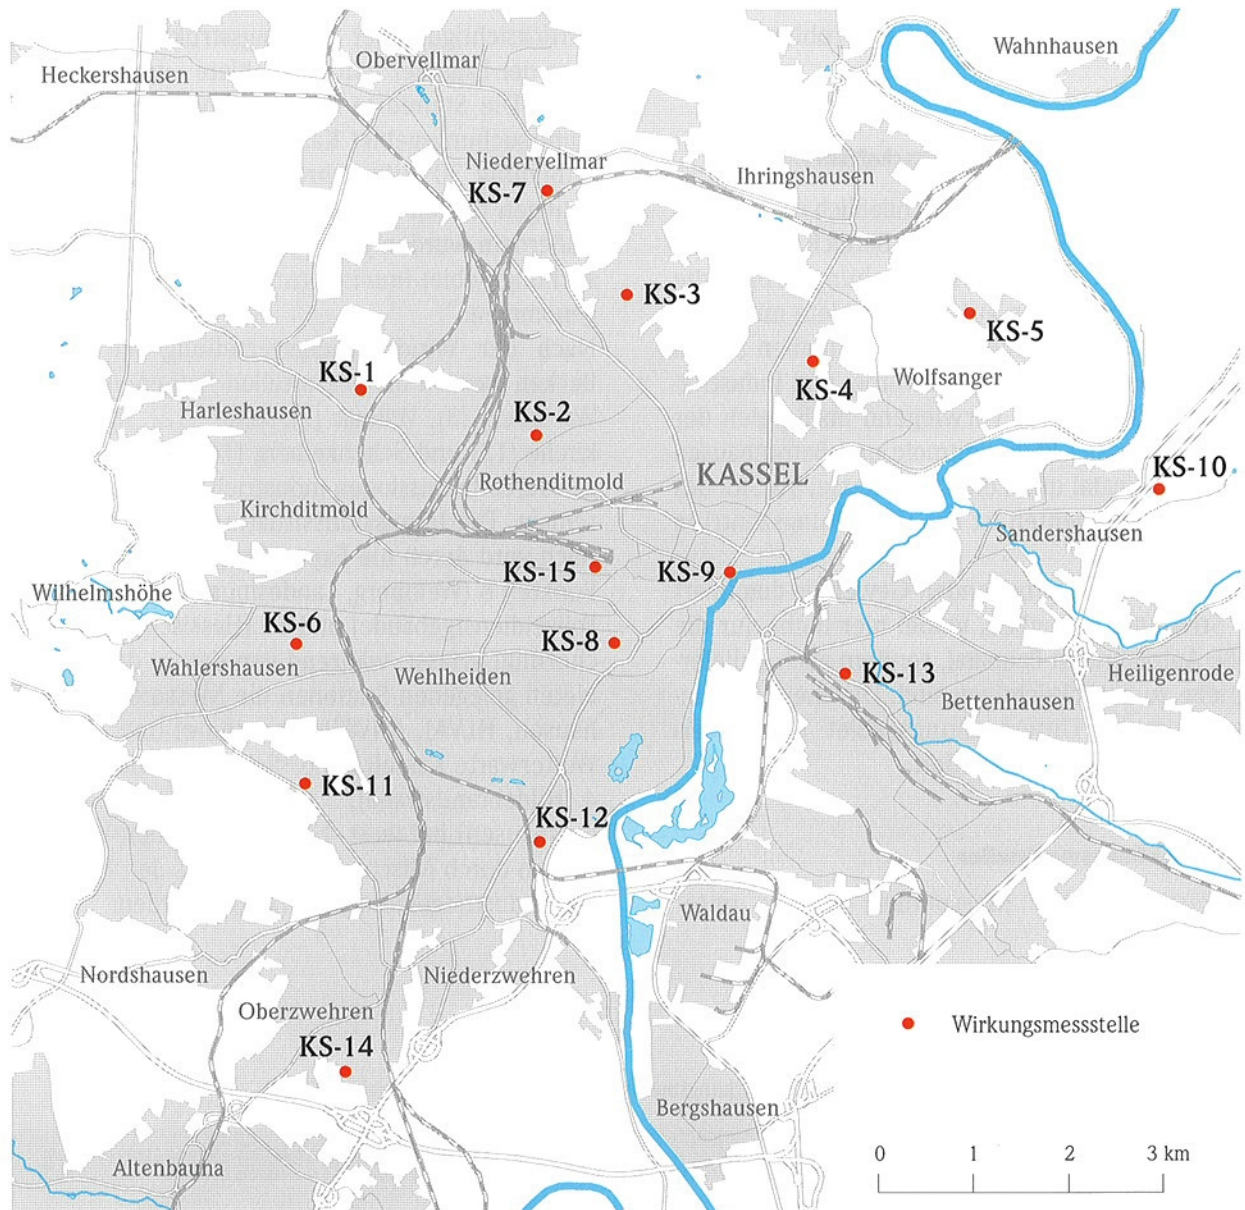 Wahnhausen
Obervellmar
Heckershausen
Niedervellmar
Ihringshausen
KS-7
KS-3
KS-5
KS-1
KS-4
Wolfsanger
Harleshausen
KS-2
KS-10
Rothenditmold
KASSEL
Kirchditmold
Sandershausen
KS-15
KS-9
Wilhelmshöhe
KS-6
KS-8
Wahlershausen
Wehlheiden
KS-13
Heiligenrode
Bettenhausen
KS-11
KS-12
Waldau
Nordshausen
Niederzwehren
Oberzwehren
Wirkungsmessstelle
KS-14
Bergshausen
Altenbauna
0 1 2 3 km